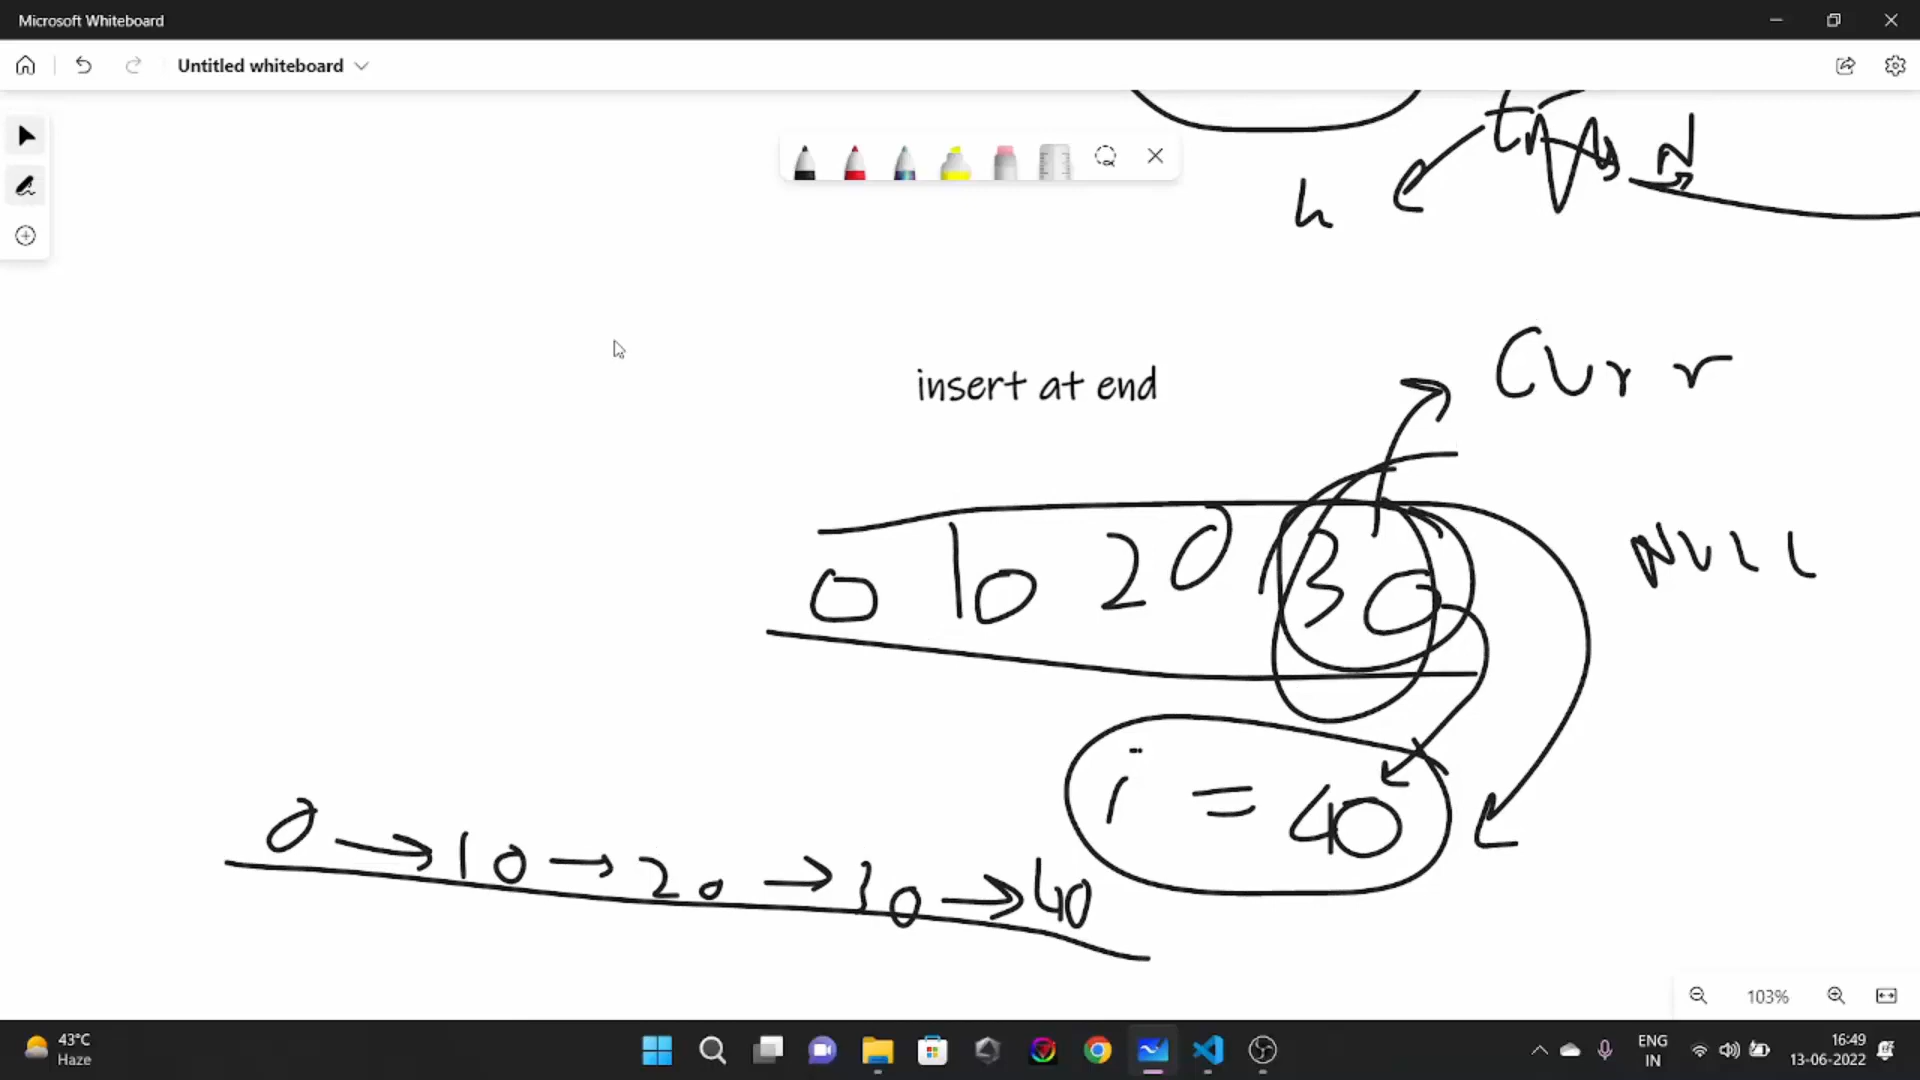 Microsoft Whiteboard
Untitled whiteboard
N
h
insert at end
Curr
NULL
0 10 20 30
i = 40
0 → 10 → 20 → 30 → 40
103%
43°C
Haze
ENG
IN
16:49
13-06-2022